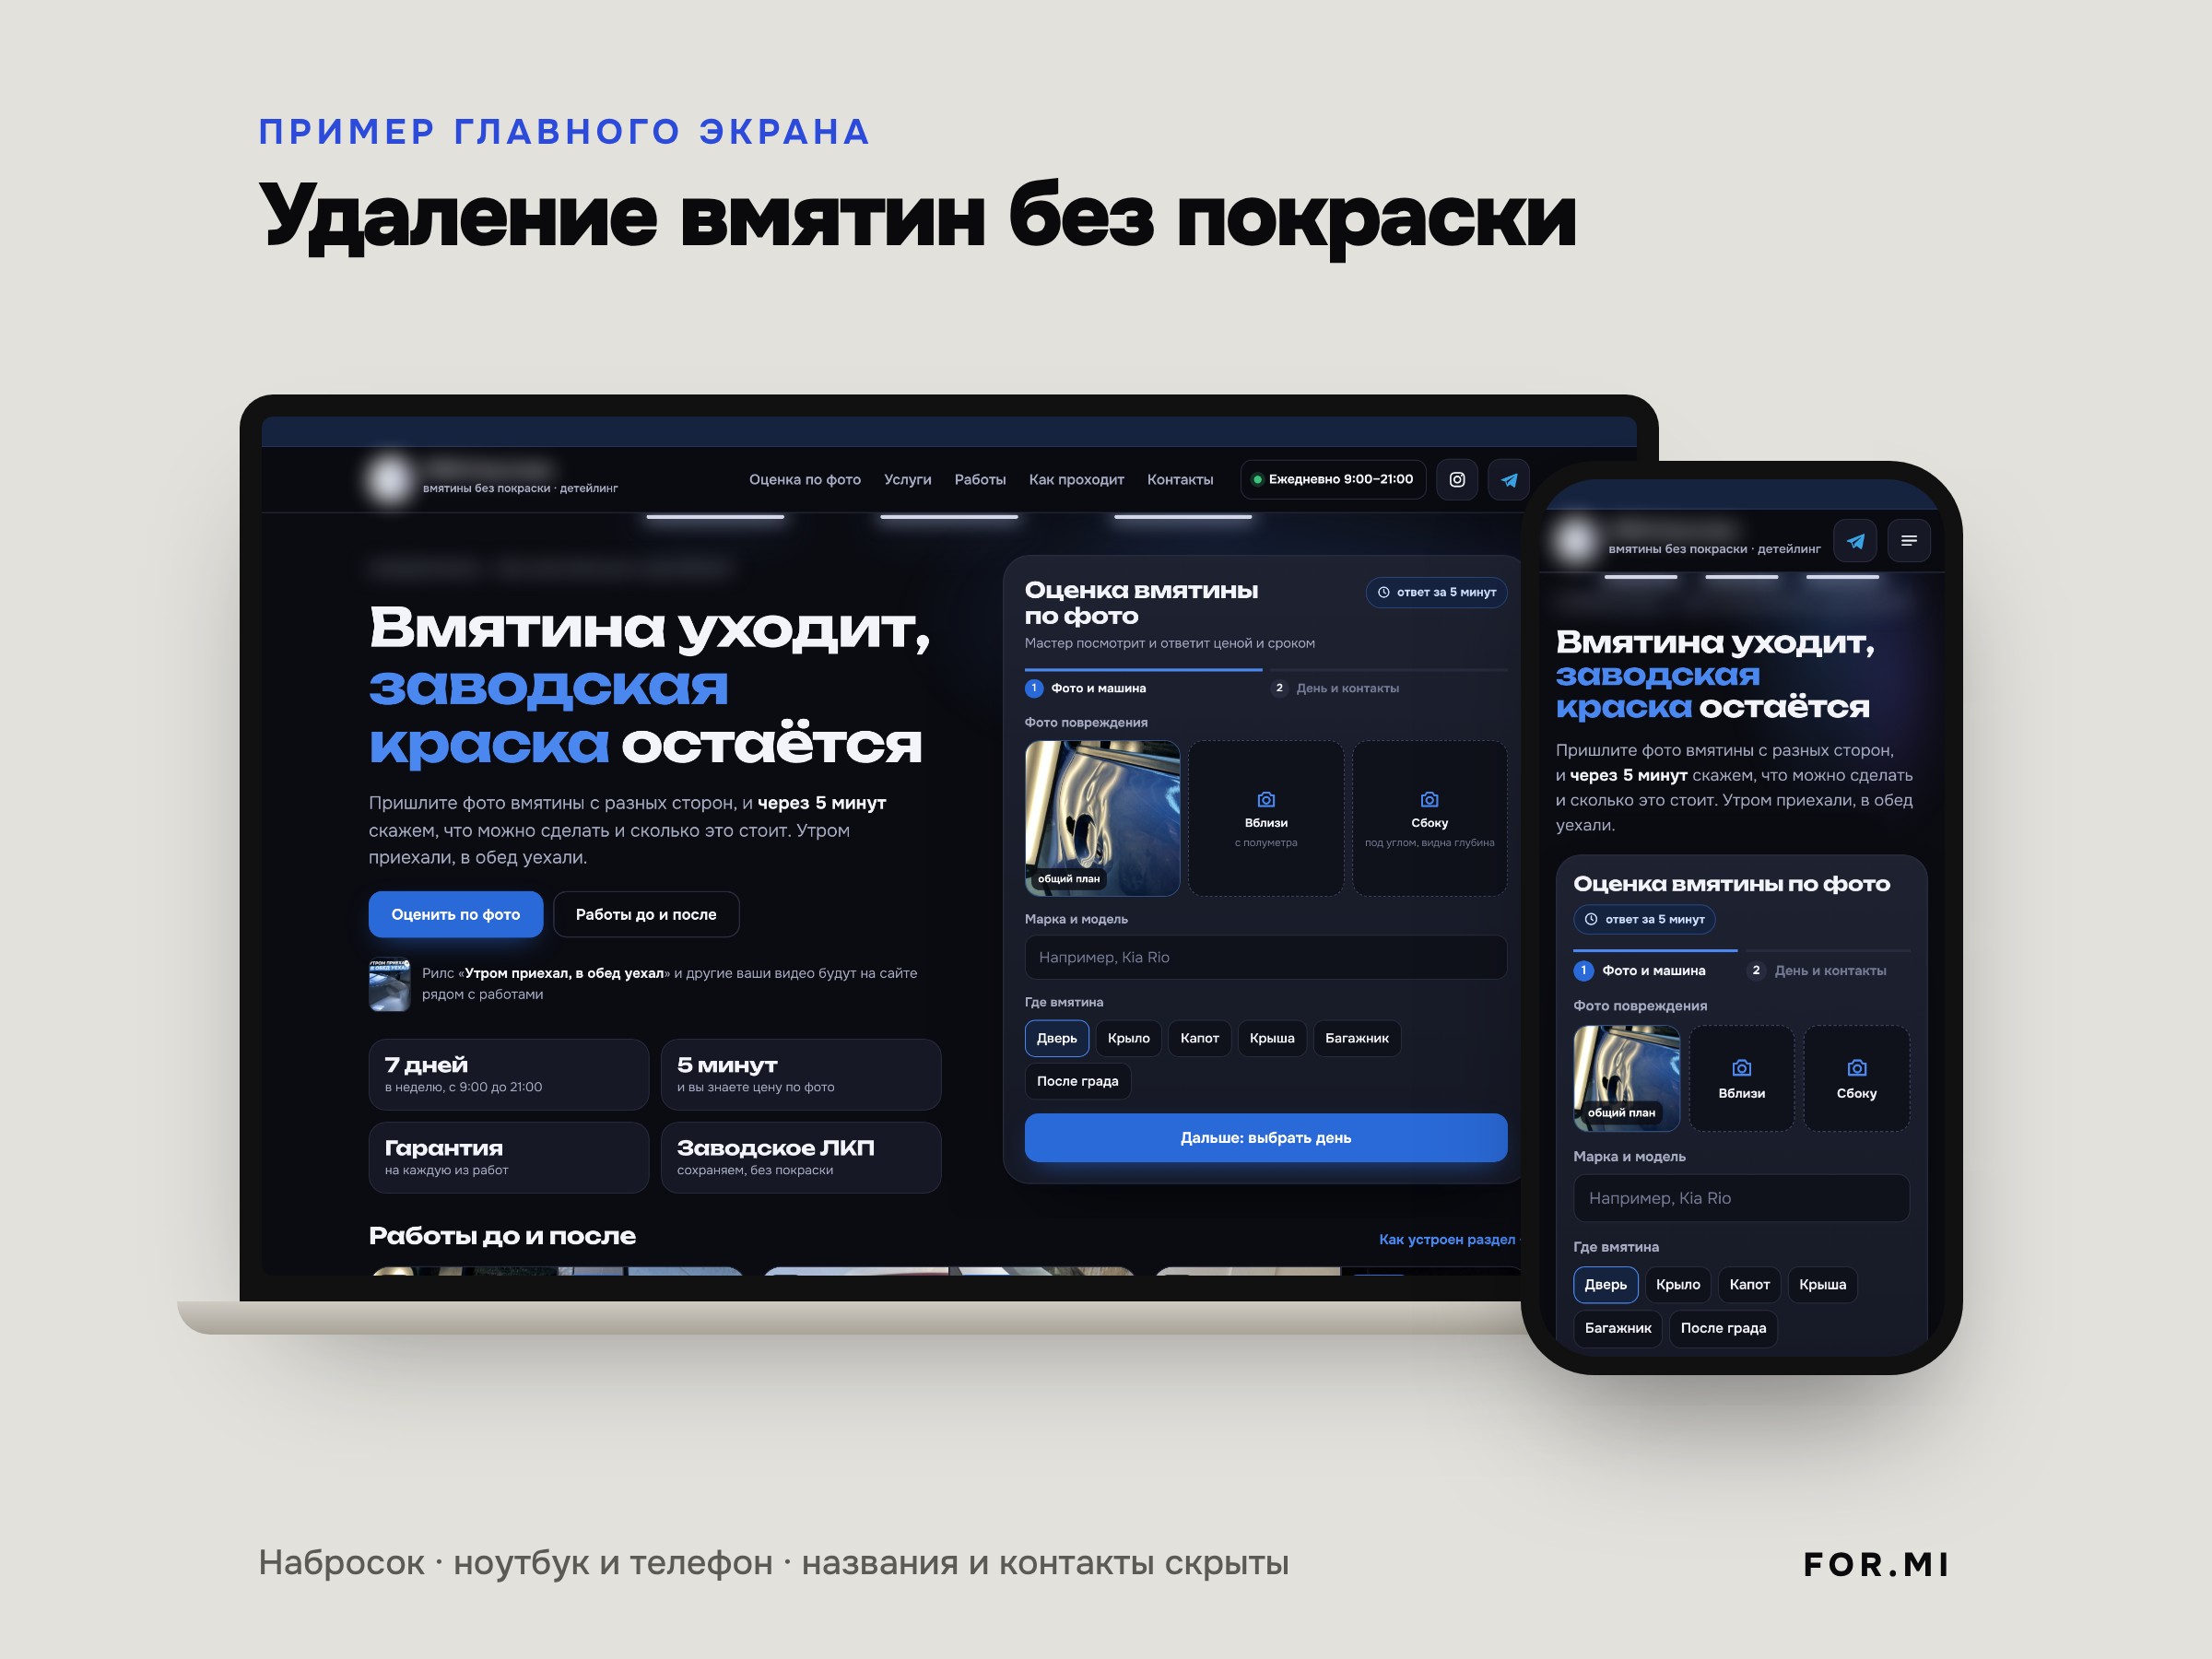 ПРИМЕР ГЛАВНОГО ЭКРАНА
Удаление вмятин без покраски
вмятины без покраски · детейлинг
Оценка по фото
Услуги
Работы
Как проходит
Контакты
Ежедневно 9:00–21:00
Вмятина уходит,
заводская
краска остаётся
Пришлите фото вмятины с разных сторон, и через 5 минут
скажем, что можно сделать и сколько это стоит. Утром
приехали, в обед уехали.
Оценить по фото
Работы до и после
Рилс «Утром приехал, в обед уехал» и другие ваши видео будут на сайте
рядом с работами
7 дней
в неделю, с 9:00 до 21:00
5 минут
и вы знаете цену по фото
Гарантия
на каждую из работ
Заводское ЛКП
сохраняем, без покраски
Работы до и после
Как устроен раздел
Оценка вмятины
по фото
ответ за 5 минут
Мастер посмотрит и ответит ценой и сроком
1 Фото и машина
2 День и контакты
Фото повреждения
общий план
Вблизи
с полуметра
Сбоку
под углом, видна глубина
Марка и модель
Например, Kia Rio
Где вмятина
Дверь
Крыло
Капот
Крыша
Багажник
После града
Дальше: выбрать день
вмятины без покраски · детейлинг
Вмятина уходит,
заводская
краска остаётся
Пришлите фото вмятины с разных сторон,
и через 5 минут скажем, что можно сделать
и сколько это стоит. Утром приехали, в обед
уехали.
Оценка вмятины по фото
ответ за 5 минут
1 Фото и машина
2 День и контакты
Фото повреждения
общий план
Вблизи
Сбоку
Марка и модель
Например, Kia Rio
Где вмятина
Дверь
Крыло
Капот
Крыша
Багажник
После града
Набросок · ноутбук и телефон · названия и контакты скрыты
FOR.MI